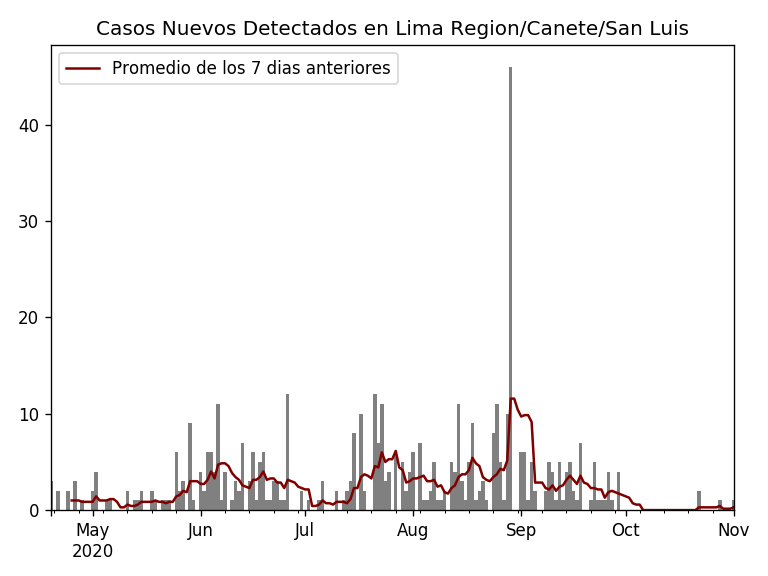 Casos Nuevos Detectados en Lima Region/Canete/San Luis
Promedio de los 7 dias anteriores
40
30
20
10
0
May Jun Jul Aug Sep Oct Nov
2020